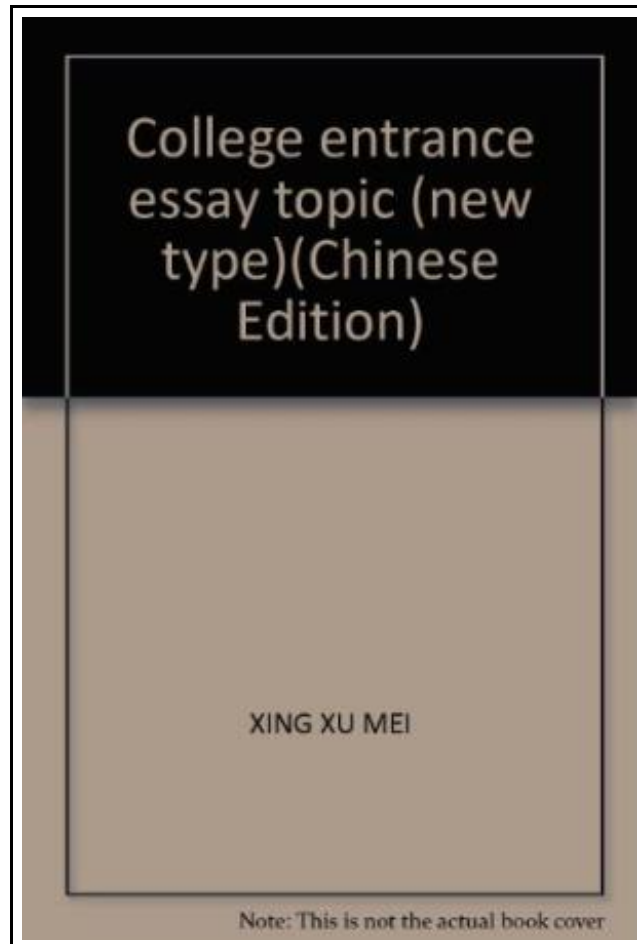 College entrance
essay topic (new
type)(Chinese
Edition)
XING XU MEI
Note: This is not the actual book cover